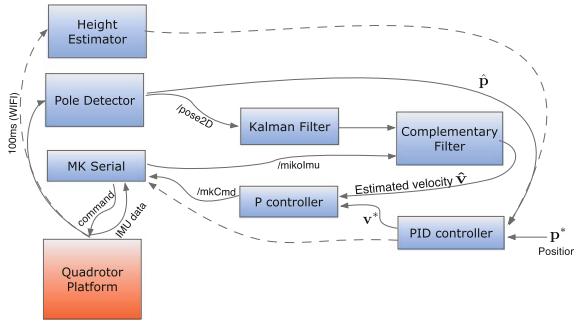 Height
Estimator
100ms (WIFI)
Pole Detector
p̂
/pose2D
Kalman Filter
Complementary
Filter
MK Serial
/mikoImu
/mkCmd
Estimated velocity v̂
P controller
command
IMU data
v*
PID controller
p*
Position
Quadrotor
Platform